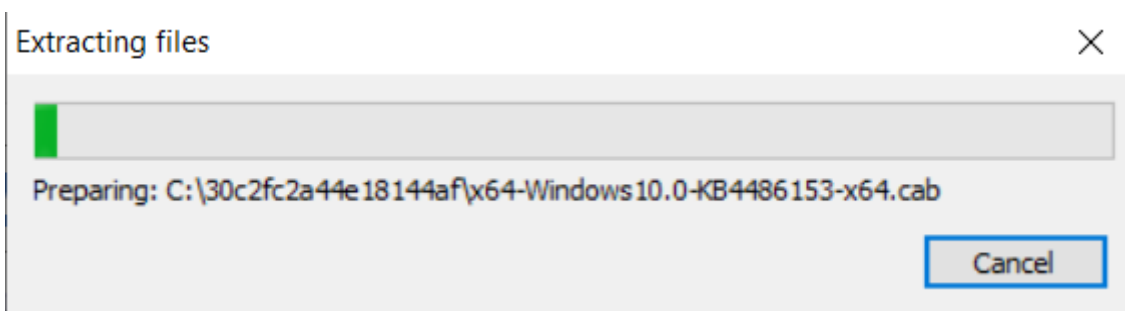 Extracting files
Preparing: C:\30c2fc2a44e18144af\x64-Windows10.0-KB4486153-x64.cab
Cancel